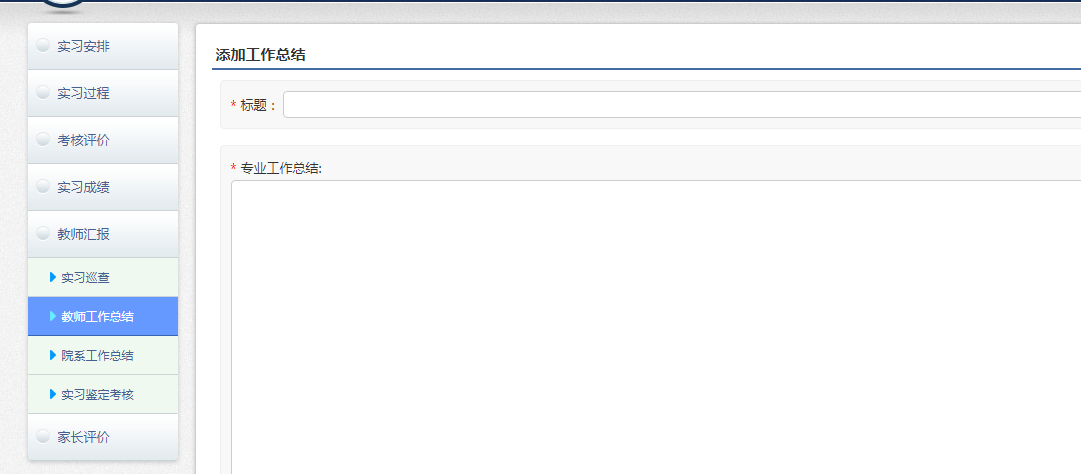 实习安排
实习过程
考核评价
实习成绩
教师汇报
实习巡查
教师工作总结
院系工作总结
实习鉴定考核
家长评价
添加工作总结
* 标题：
* 专业工作总结: